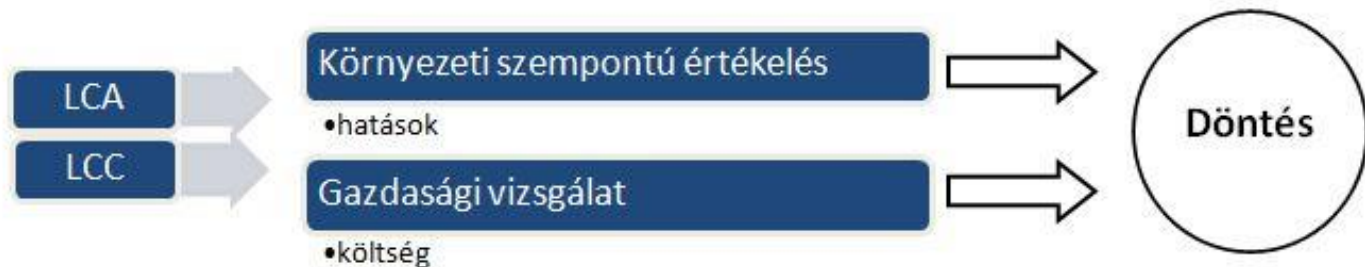 LCA
Környezeti szempontú értékelés
•hatások
LCC
Gazdasági vizsgálat
•költség
Döntés